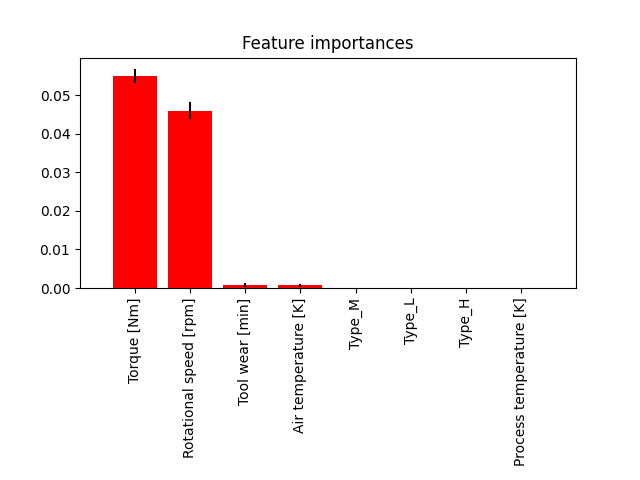 Feature importances
0.05
0.04
0.03
0.02
0.01
0.00
Torque [Nm]
Rotational speed [rpm]
Tool wear [min]
Air temperature [K]
Type_M
Type_L
Type_H
Process temperature [K]